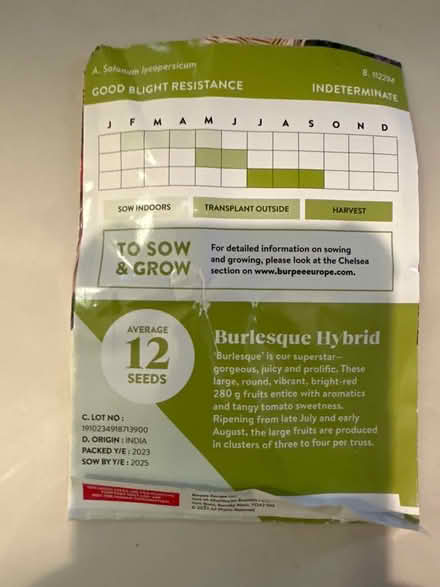 A. Solanum lycopersicum
B. 112294
GOOD BLIGHT RESISTANCE
INDETERMINATE
J F M A M J J A S O N D
SOW INDOORS
TRANSPLANT OUTSIDE
HARVEST
TO SOW
& GROW
For detailed information on sowing
and growing, please look at the Chelsea
section on www.burpeeeurope.com.
AVERAGE
12
SEEDS
Burlesque Hybrid
'Burlesque' is our superstar—
gorgeous, juicy and prolific. These
large, round, vibrant, bright-red
280 g fruits entice with aromatics
and tangy tomato sweetness.
Ripening from late July and early
August, the large fruits are produced
in clusters of three to four per truss.
C. LOT NO :
1910234918713900
D. ORIGIN : INDIA
PACKED Y/E : 2023
SOW BY Y/E : 2025